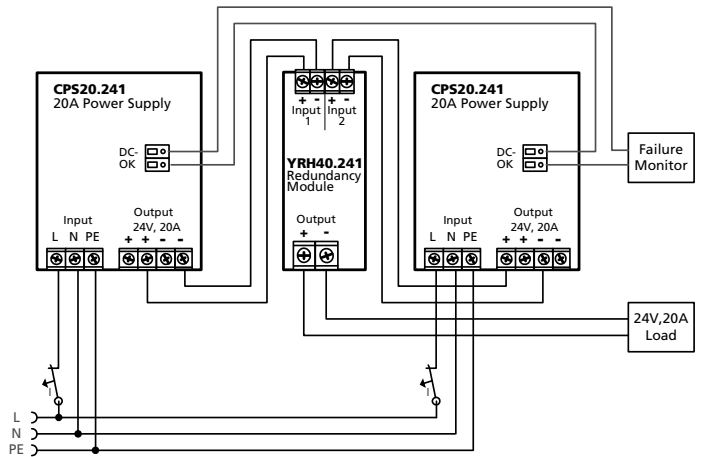 CPS20.241
20A Power Supply
DC-
OK
Input
L N PE
Output
24V, 20A
+ + - -
+ - + -
Input
1
Input
2
YRH40.241
Redundancy
Module
Output
+ -
CPS20.241
20A Power Supply
DC-
OK
Input
L N PE
Output
24V, 20A
+ + - -
Failure
Monitor
24V,20A
Load
I
I
L
N
PE